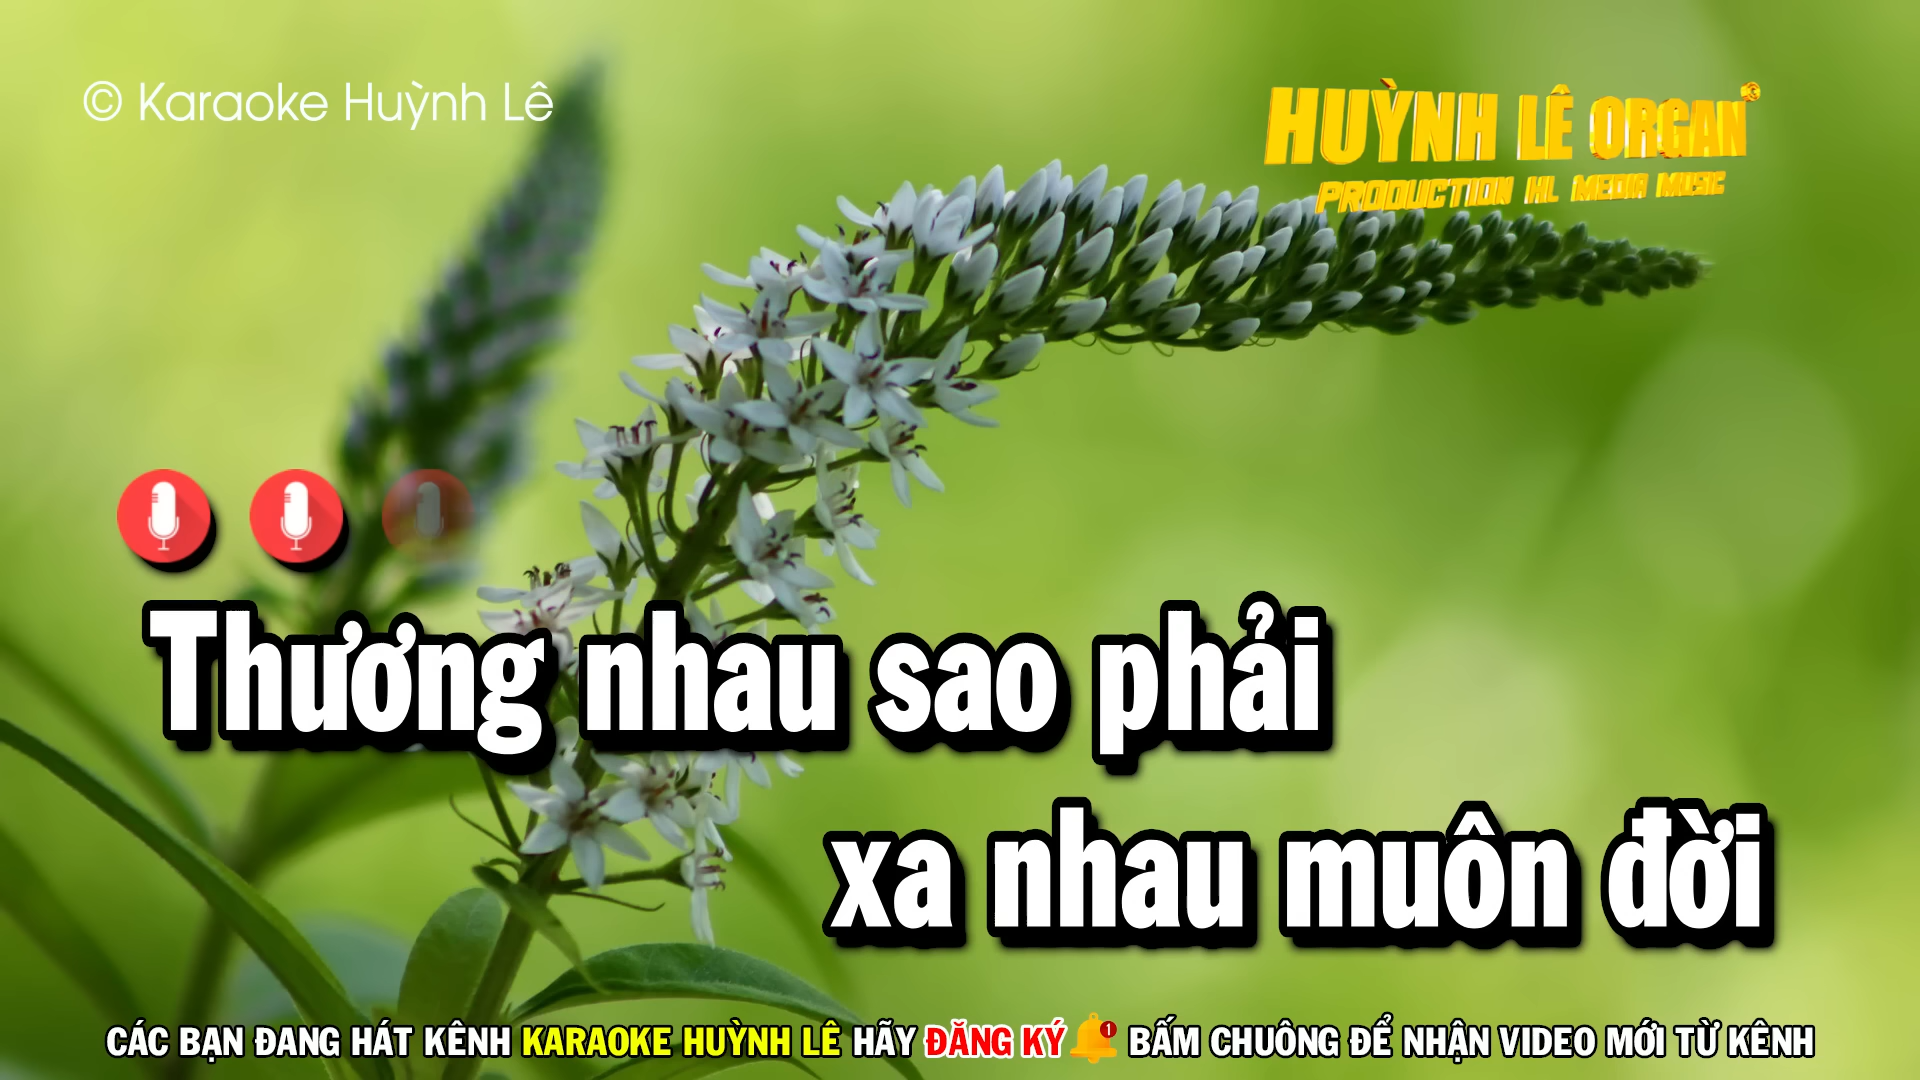 © Karaoke Huỳnh Lê
HUỲNH LÊ ORGAN
PRODUCTION HL MEDIA MUSIC
Thương nhau sao phải
xa nhau muôn đời
CÁC BẠN ĐANG HÁT KÊNH KARAOKE HUỲNH LÊ HÃY ĐĂNG KÝ 1 BẤM CHUÔNG ĐỂ NHẬN VIDEO MỚI TỪ KÊNH